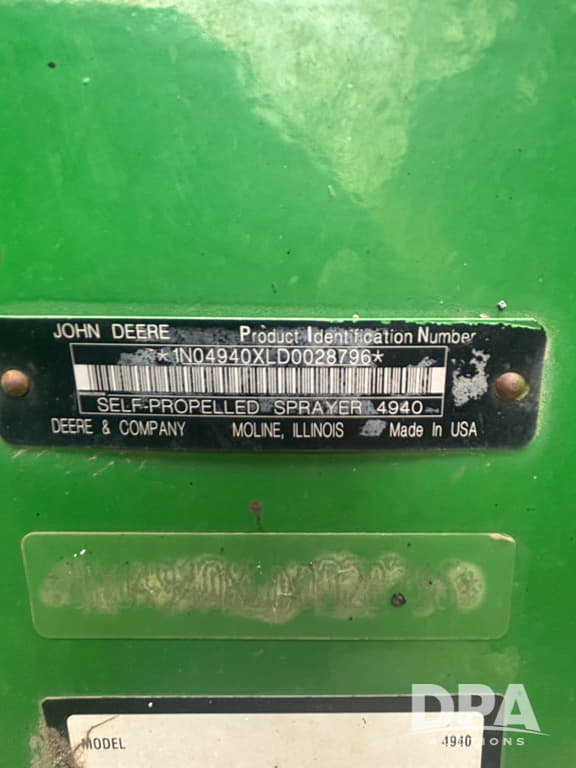 JOHN DEERE Product Identification Number
*1N04940XLD0028796*
SELF-PROPELLED SPRAYER 4940
DEERE & COMPANY MOLINE, ILLINOIS Made In USA
MODEL 4940
DPA
AUCTIONS